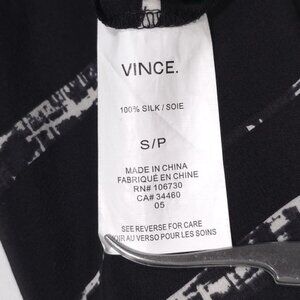 VINCE.
100% SILK / SOIE
S/P
MADE IN CHINA
FABRIQUÉ EN CHINE
RN# 106730
CA# 34460
05
SEE REVERSE FOR CARE
VOIR AU VERSO POUR LES SOINS